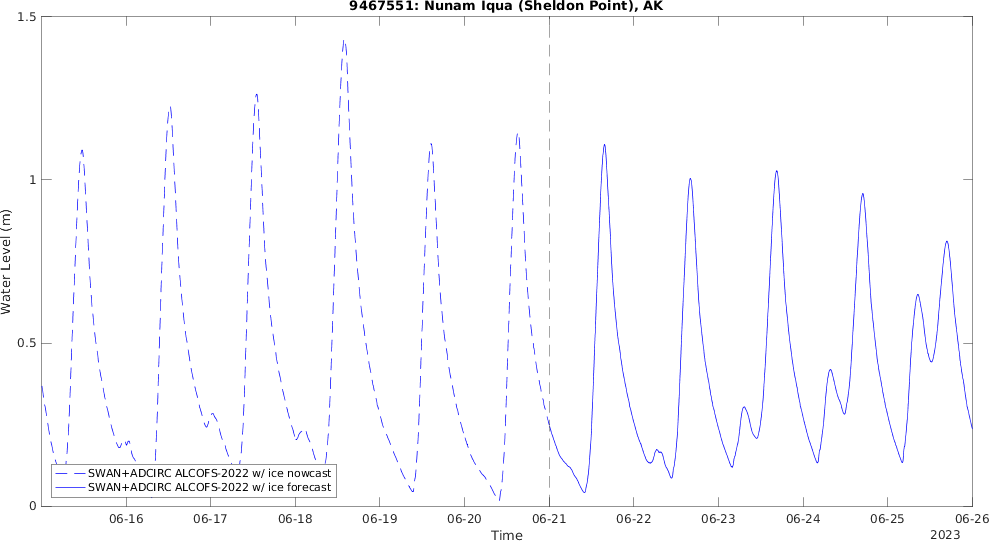 9467551: Nunam Iqua (Sheldon Point), AK
1.5
1
0.5
0
Water Level (m)
SWAN+ADCIRC ALCOFS-2022 w/ ice nowcast
SWAN+ADCIRC ALCOFS-2022 w/ ice forecast
06-16 06-17 06-18 06-19 06-20 06-21 06-22 06-23 06-24 06-25 06-26
Time
2023